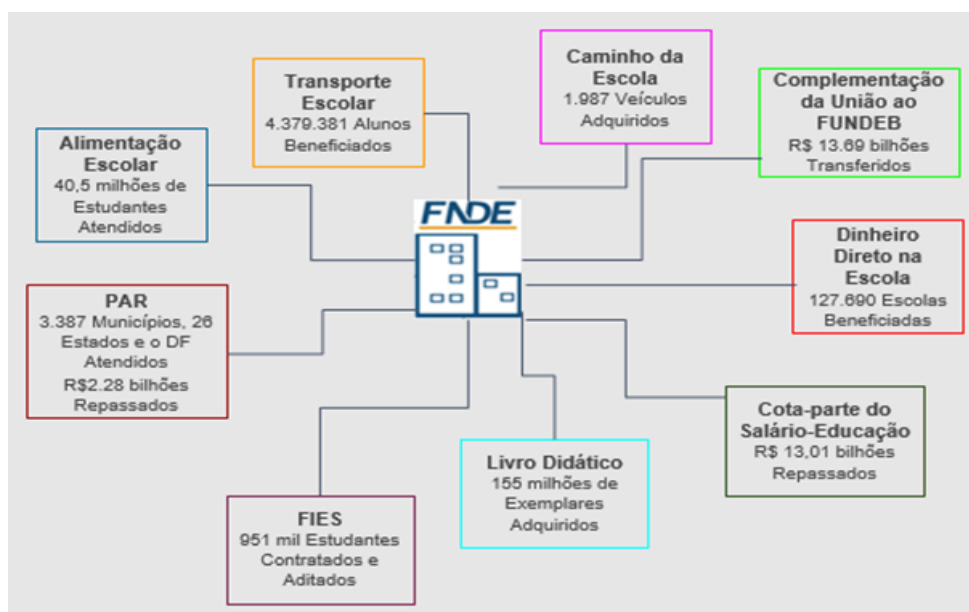 Transporte
Escolar
4.379.381 Alunos
Beneficiados
Caminho da
Escola
1.987 Veículos
Adquiridos
Complementação
da União ao
FUNDEB
R$ 13.69 bilhões
Transferidos
Alimentação
Escolar
40,5 milhões de
Estudantes
Atendidos
FNDE
Dinheiro
Direto na
Escola
127.690 Escolas
Beneficiadas
PAR
3.387 Municípios, 26
Estados e o DF
Atendidos
R$2.28 bilhões
Repassados
Cota-parte do
Salário-Educação
R$ 13,01 bilhões
Repassados
Livro Didático
155 milhões de
Exemplares
Adquiridos
FIES
951 mil Estudantes
Contratados e
Aditados